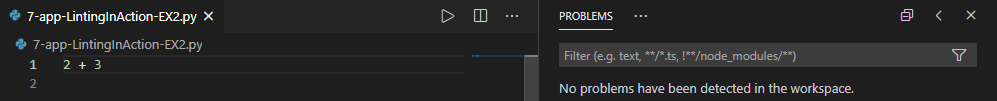 7-app-LintingInAction-EX2.py
7-app-LintingInAction-EX2.py
1 2 + 3
2
PROBLEMS
Filter (e.g. text, **/*.ts, !**/node_modules/**)
No problems have been detected in the workspace.